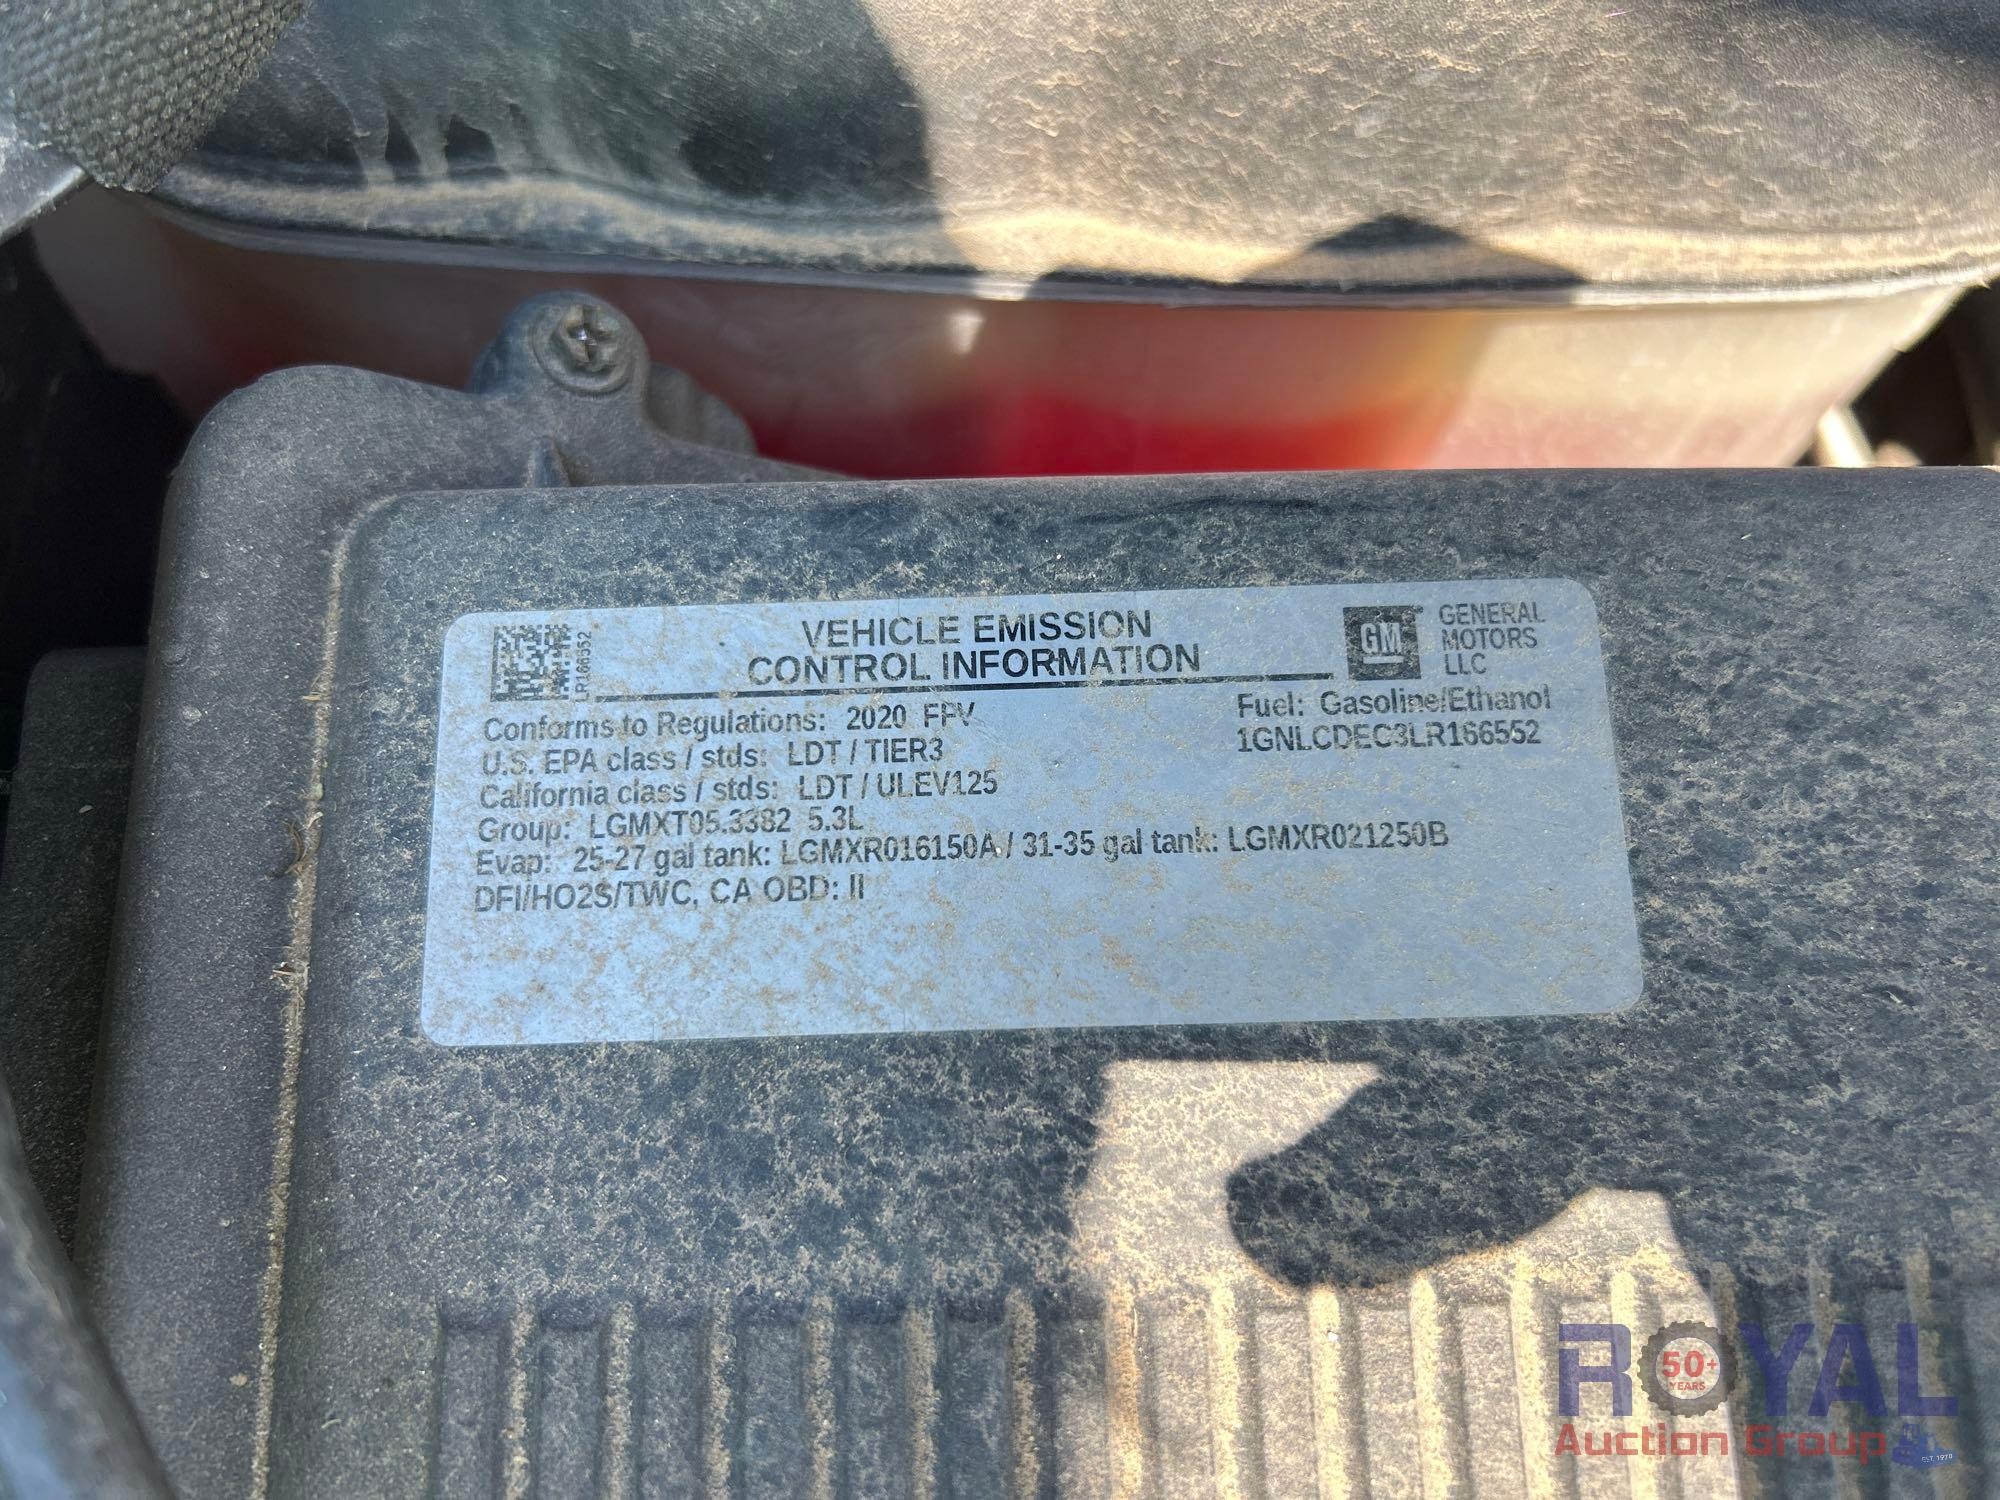 LR166552
VEHICLE EMISSION
CONTROL INFORMATION
GM
GENERAL
MOTORS
LLC
Conforms to Regulations: 2020 FFV
U.S. EPA class / stds: LDT / TIER3
California class / stds: LDT / ULEV125
Group: LGMXT05.3382 5.3L
Evap: 25-27 gal tank: LGMXR016150A / 31-35 gal tank: LGMXR021250B
DFI/HO2S/TWC, CA OBD: II
Fuel: Gasoline/Ethanol
1GNLCDEC3LR166552
ROYAL
50+
YEARS
Auction Group
EST. 1970